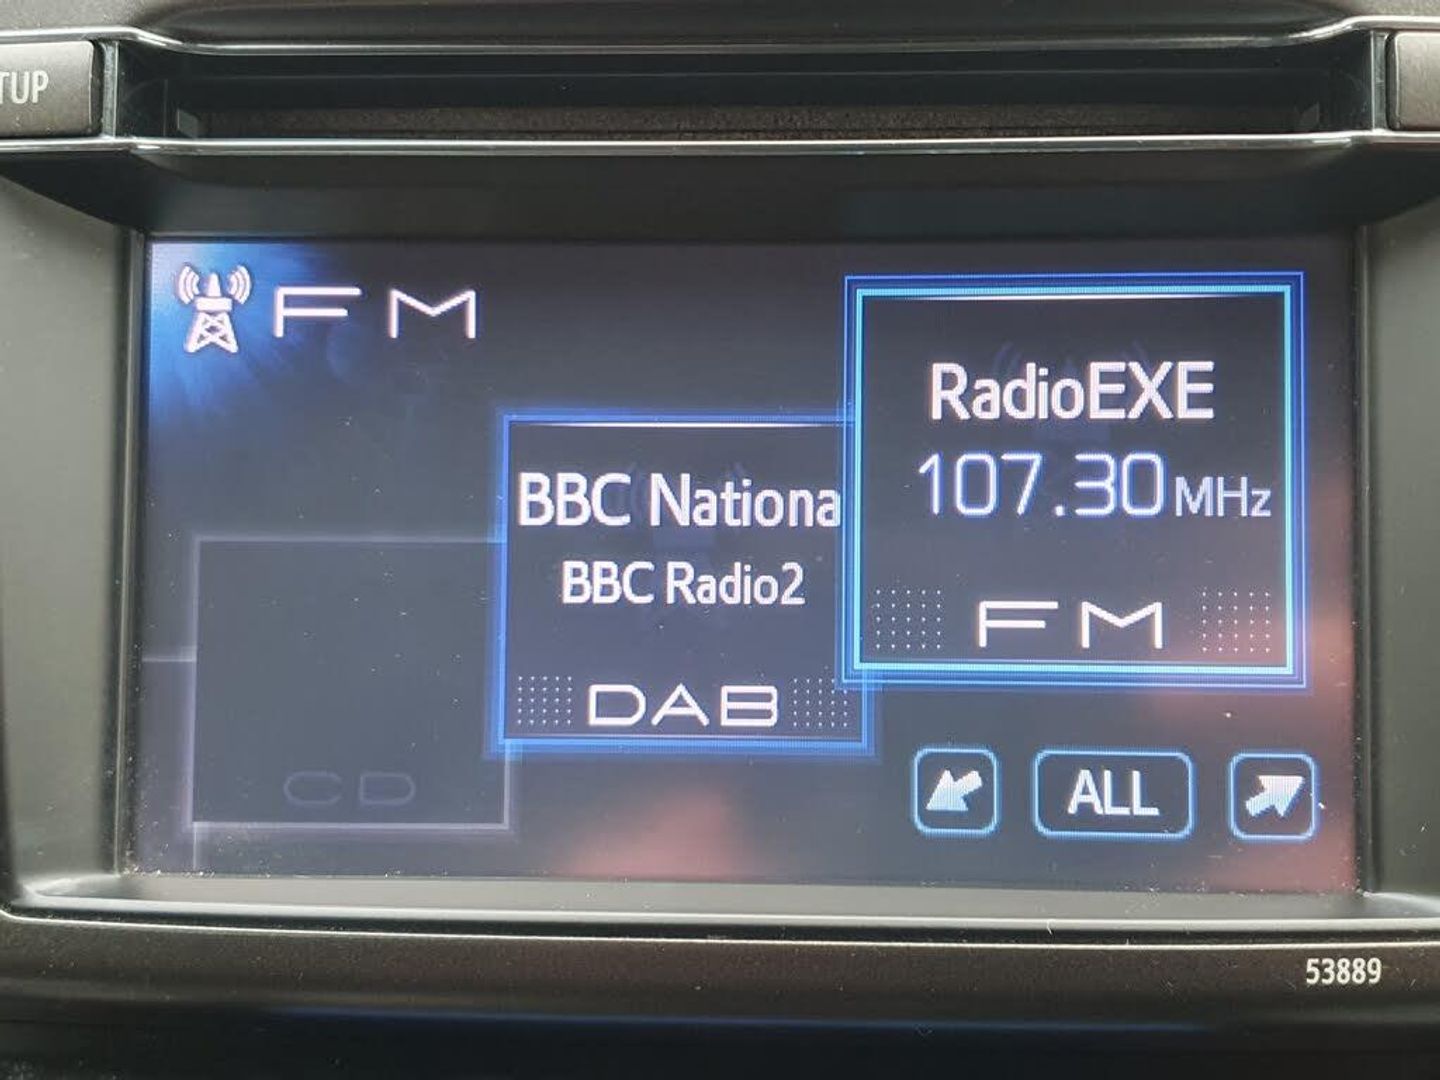 TUP
FM
RadioEXE
107.30MHz
FM
BBC Nationa
BBC Radio2
DAB
CD
ALL
53889